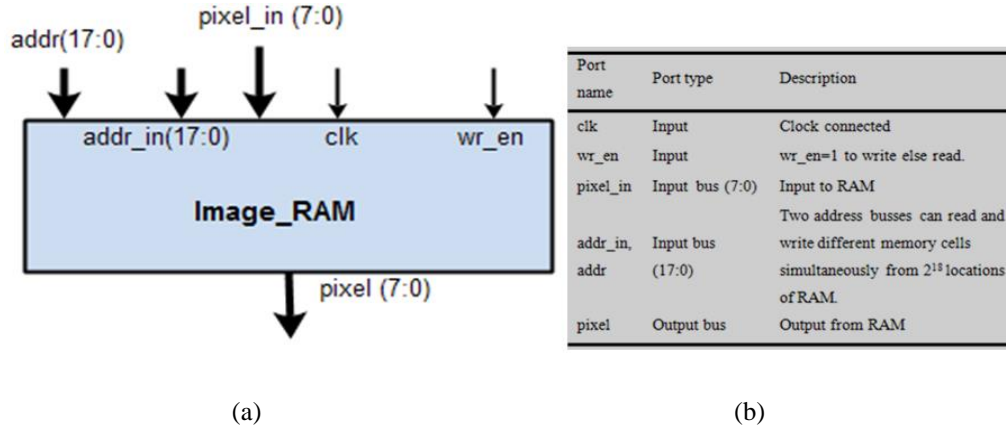 pixel_in (7:0)
addr(17:0)
addr_in(17:0) clk wr_en
Image_RAM
pixel (7:0)
(a)
Port name Port type Description
clk Input Clock connected
wr_en Input wr_en=1 to write else read.
pixel_in Input bus (7:0) Input to RAM
Two address busses can read and
addr_in, Input bus write different memory cells
addr (17:0) simultaneously from 2¹⁸ locations
of RAM.
pixel Output bus Output from RAM
(b)